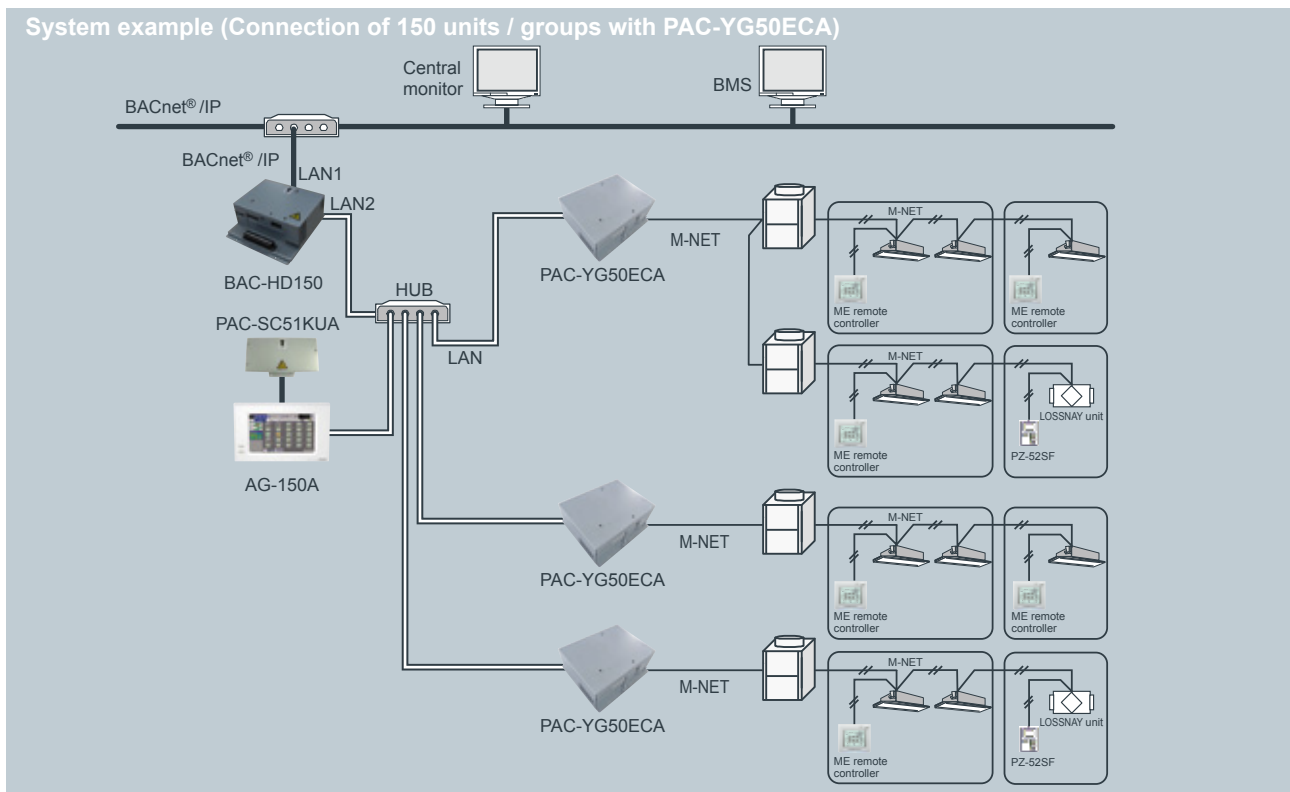 System example (Connection of 150 units / groups with PAC-YG50ECA)
Central
monitor
BMS
BACnet® /IP
BACnet® /IP
LAN1
LAN2
BAC-HD150
HUB
PAC-SC51KUA
LAN
AG-150A
PAC-YG50ECA
M-NET
M-NET
ME remote
controller
ME remote
controller
M-NET
ME remote
controller
LOSSNAY unit
PZ-52SF
PAC-YG50ECA
M-NET
M-NET
ME remote
controller
ME remote
controller
PAC-YG50ECA
M-NET
M-NET
ME remote
controller
LOSSNAY unit
PZ-52SF